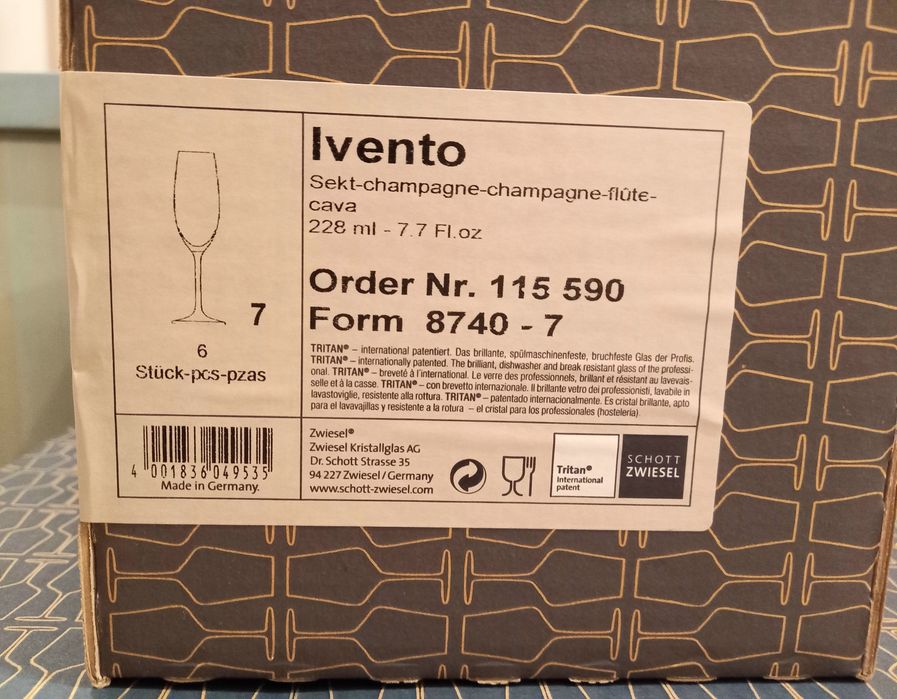 Ivento
Sekt-champagne-champagne-flûte-
cava
228 ml - 7.7 Fl.oz
Order Nr. 115 590
Form 8740 - 7
7
6
Stück-pcs-pzas
TRITAN® – international patentiert. Das brillante, spülmaschinenfeste, bruchfeste Glas der Profis.
TRITAN® – internationally patented. The brilliant, dishwasher and break resistant glass of the professi-
onal. TRITAN® – breveté à l'international. Le verre des professionnels, brillant et résistant au lavevais-
selle et à la casse. TRITAN® – con brevetto internazionale. Il brillante vetro dei professionisti, lavabile in
lavastoviglie, resistente alla rottura. TRITAN® – patentado internacionalmente. Es cristal brillante, apto
para el lavavajillas y resistente a la rotura – el cristal para los profesionales (hostelería).
4 001836 049535
Made in Germany.
Zwiesel®
Zwiesel Kristallglas AG
Dr. Schott Strasse 35
94 227 Zwiesel / Germany
www.schott-zwiesel.com
Tritan®
International
patent
SCHOTT
ZWIESEL